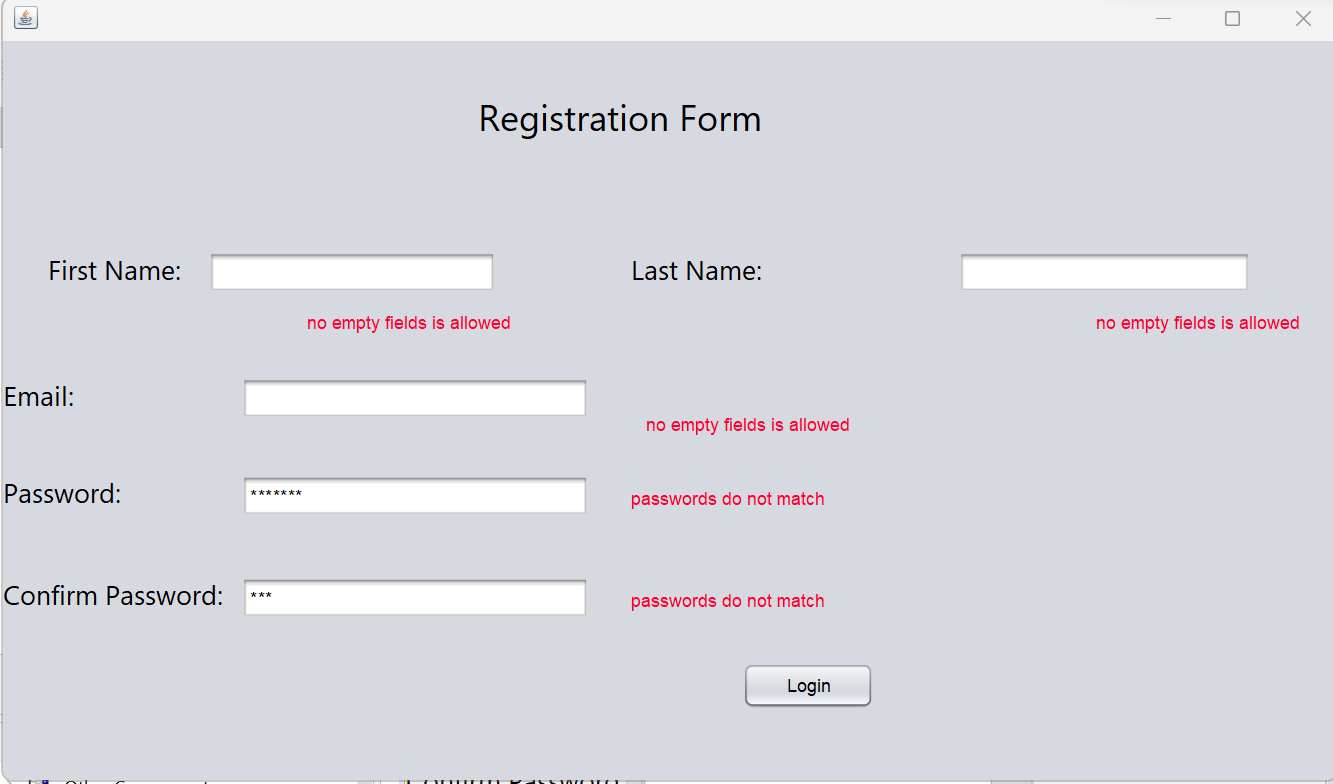 Registration Form
First Name:
Last Name:
no empty fields is allowed
no empty fields is allowed
Email:
no empty fields is allowed
Password:
*******
passwords do not match
Confirm Password:
***
passwords do not match
Login